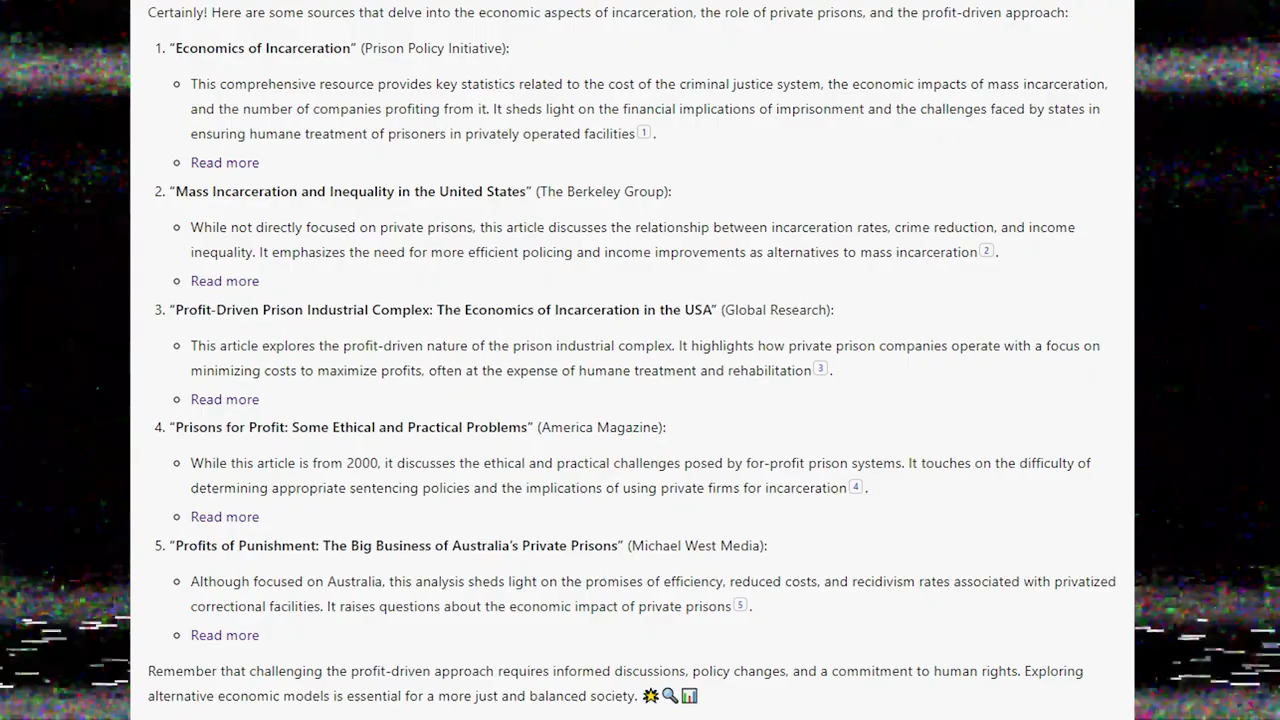 Certainly! Here are some sources that delve into the economic aspects of incarceration, the role of private prisons, and the profit-driven approach:
1. “Economics of Incarceration” (Prison Policy Initiative):
This comprehensive resource provides key statistics related to the cost of the criminal justice system, the economic impacts of mass incarceration,
and the number of companies profiting from it. It sheds light on the financial implications of imprisonment and the challenges faced by states in
ensuring humane treatment of prisoners in privately operated facilities 1 .
Read more
2. “Mass Incarceration and Inequality in the United States” (The Berkeley Group):
While not directly focused on private prisons, this article discusses the relationship between incarceration rates, crime reduction, and income
inequality. It emphasizes the need for more efficient policing and income improvements as alternatives to mass incarceration 2 .
Read more
3. “Profit-Driven Prison Industrial Complex: The Economics of Incarceration in the USA” (Global Research):
This article explores the profit-driven nature of the prison industrial complex. It highlights how private prison companies operate with a focus on
minimizing costs to maximize profits, often at the expense of humane treatment and rehabilitation 3 .
Read more
4. “Prisons for Profit: Some Ethical and Practical Problems” (America Magazine):
While this article is from 2000, it discusses the ethical and practical challenges posed by for-profit prison systems. It touches on the difficulty of
determining appropriate sentencing policies and the implications of using private firms for incarceration 4 .
Read more
5. “Profits of Punishment: The Big Business of Australia’s Private Prisons” (Michael West Media):
Although focused on Australia, this analysis sheds light on the promises of efficiency, reduced costs, and recidivism rates associated with privatized
correctional facilities. It raises questions about the economic impact of private prisons 5 .
Read more
Remember that challenging the profit-driven approach requires informed discussions, policy changes, and a commitment to human rights. Exploring
alternative economic models is essential for a more just and balanced society.